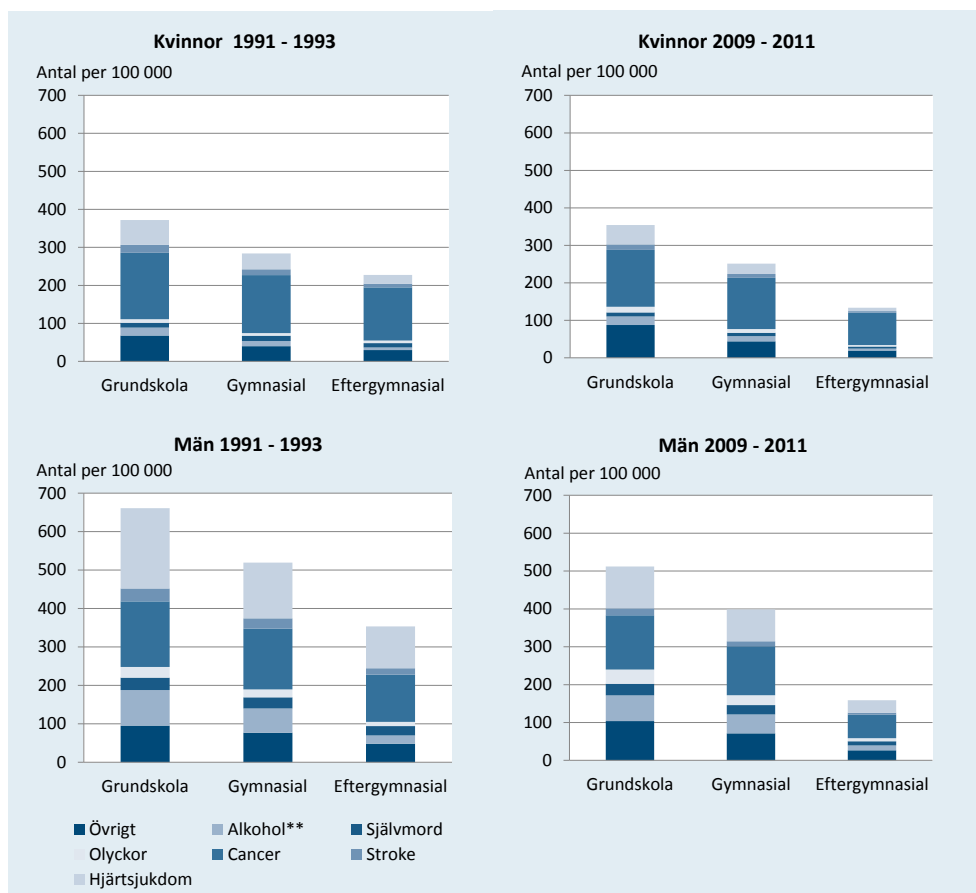 Kvinnor 1991 - 1993
Antal per 100 000
700
600
500
400
300
200
100
0
Grundskola Gymnasial Eftergymnasial
Kvinnor 2009 - 2011
Antal per 100 000
700
600
500
400
300
200
100
0
Grundskola Gymnasial Eftergymnasial
Män 1991 - 1993
Antal per 100 000
700
600
500
400
300
200
100
0
Grundskola Gymnasial Eftergymnasial
Män 2009 - 2011
Antal per 100 000
700
600
500
400
300
200
100
0
Grundskola Gymnasial Eftergymnasial
Övrigt Alkohol** Självmord
Olyckor Cancer Stroke
Hjärtsjukdom